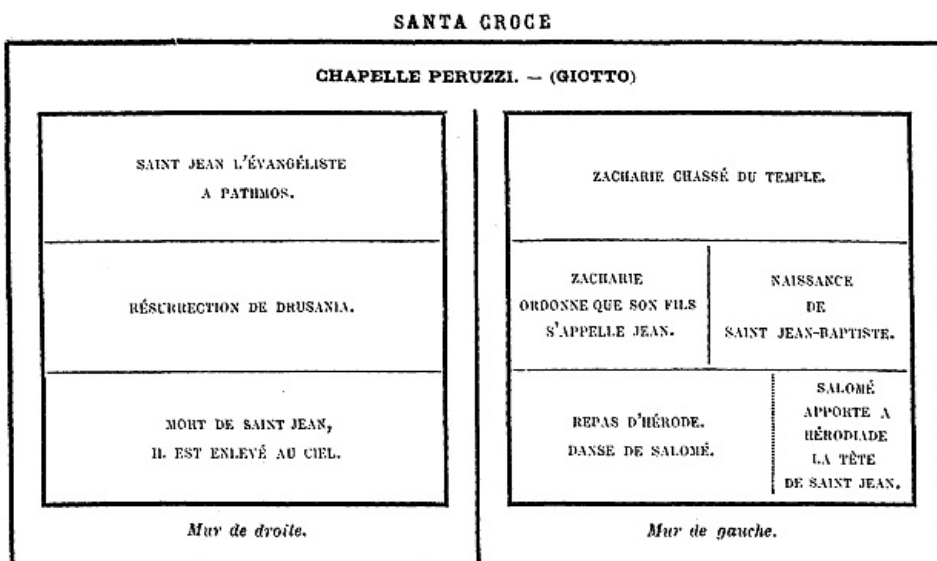 SANTA CROCE
CHAPELLE PERUZZI. — (GIOTTO)
SAINT JEAN L'ÉVANGÉLISTE
A PATHMOS.
RÉSURRECTION DE DRUSANIA.
MORT DE SAINT JEAN,
IL EST ENLEVÉ AU CIEL.
Mur de droite.
ZACHARIE CHASSÉ DU TEMPLE.
ZACHARIE
ORDONNE QUE SON FILS
S'APPELLE JEAN.
NAISSANCE
DE
SAINT JEAN-BAPTISTE.
REPAS D'HÉRODE.
DANSE DE SALOMÉ.
SALOMÉ
APPORTE A
HÉRODIADE
LA TÊTE
DE SAINT JEAN.
Mur de gauche.